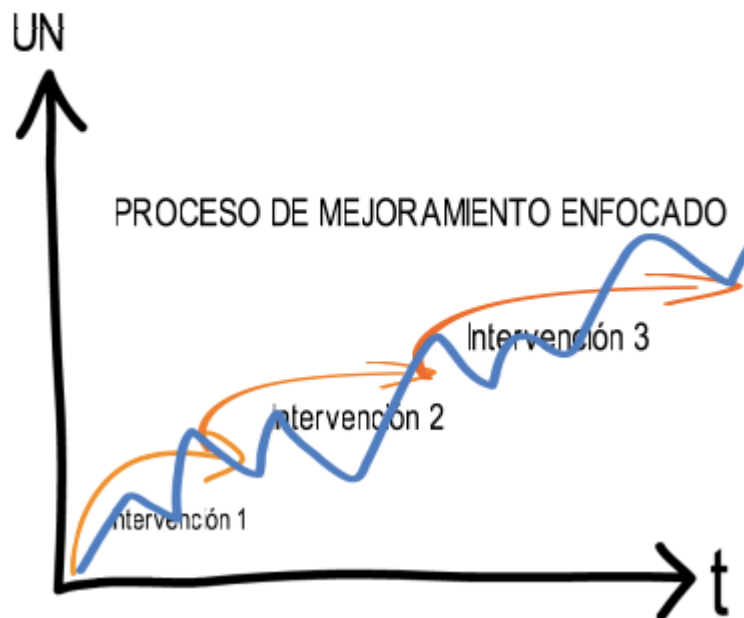 UN
PROCESO DE MEJORAMIENTO ENFOCADO
Intervención 3
Intervención 2
Intervención 1
t